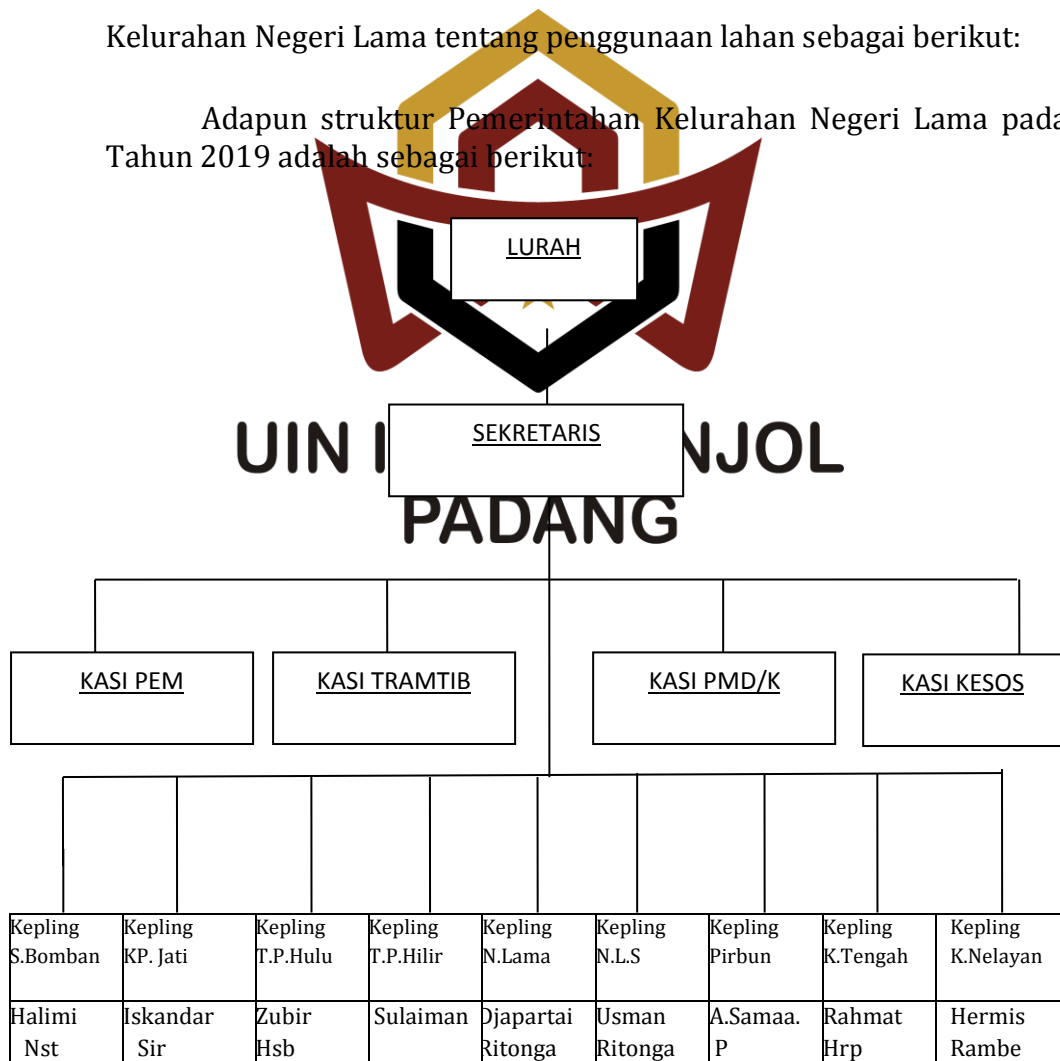 Kelurahan Negeri Lama tentang penggunaan lahan sebagai berikut:
Adapun struktur Pemerintahan Kelurahan Negeri Lama pada
Tahun 2019 adalah sebagai berikut:
LURAH
SEKRETARIS
UIN I NJOL
PADANG
KASI PEM
KASI TRAMTIB
KASI PMD/K
KASI KESOS
Kepling
S.Bomban
Kepling
KP. Jati
Kepling
T.P.Hulu
Kepling
T.P.Hilir
Kepling
N.Lama
Kepling
N.L.S
Kepling
Pirbun
Kepling
K.Tengah
Kepling
K.Nelayan
Halimi
Nst
Iskandar
Sir
Zubir
Hsb
Sulaiman
Djapartai
Ritonga
Usman
Ritonga
A.Samaa.
P
Rahmat
Hrp
Hermis
Rambe